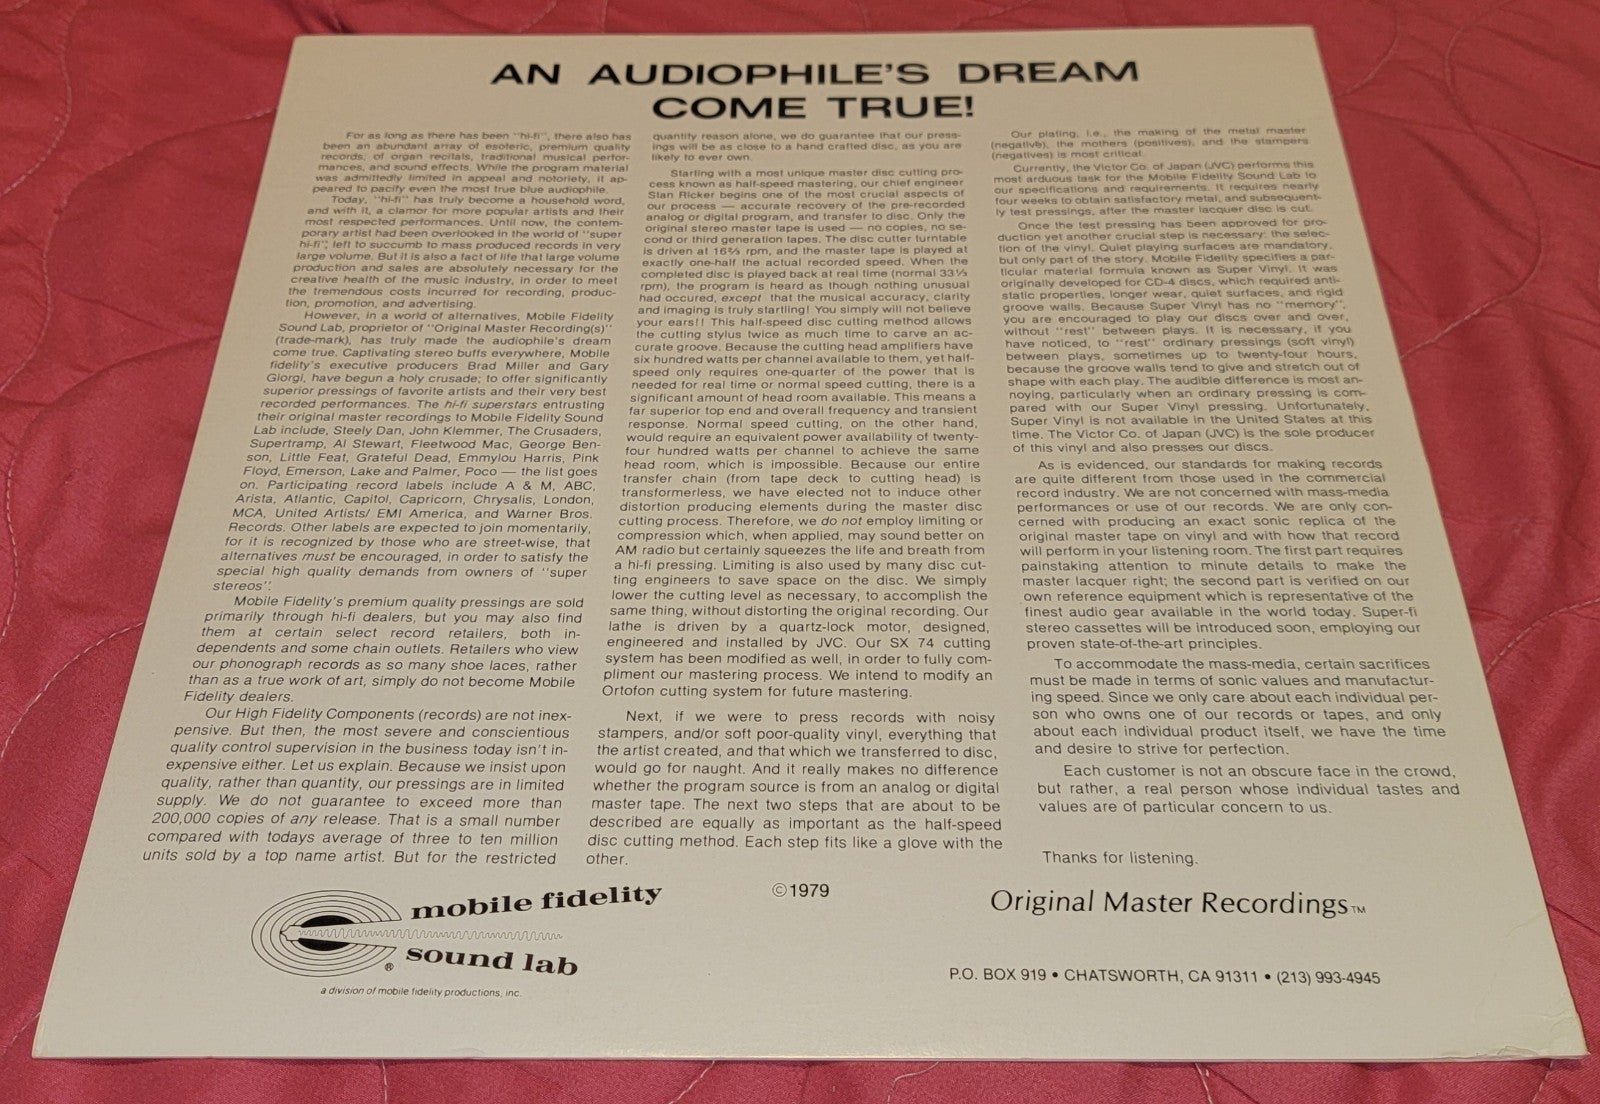 AN AUDIOPHILE'S DREAM
COME TRUE!
For as long as there has been "hi-fi", there also has
been an abundant array of esoteric, premium quality
records; of organ recitals, traditional musical perfor-
mances, and sound effects. While the program material
was admittedly limited in appeal and notoriety, it ap-
peared to pacify even the most true blue audiophile.
Today, "hi-fi" has truly become a household word,
and with it, a clamor for more popular artists and their
most respected performances. Until now, the contem-
porary artist had been overlooked in the world of "super
hi-fi"; left to succumb to mass produced records in very
large volume. But it is also a fact of life that large volume
production and sales are absolutely necessary for the
creative health of the music industry, in order to meet
the tremendous costs incurred for recording, produc-
tion, promotion, and advertising.
However, in a world of alternatives, Mobile Fidelity
Sound Lab, proprietor of "Original Master Recording(s)"
(trade-mark), has truly made the audiophile's dream
come true. Captivating stereo buffs everywhere, Mobile
fidelity's executive producers Brad Miller and Gary
Giorgi, have begun a holy crusade; to offer significantly
superior pressings of favorite artists and their very best
recorded performances. The hi-fi superstars entrusting
their original master recordings to Mobile Fidelity Sound
Lab include, Steely Dan, John Klemmer, The Crusaders,
Supertramp, Al Stewart, Fleetwood Mac, George Ben-
son, Little Feat, Grateful Dead, Emmylou Harris, Pink
Floyd, Emerson, Lake and Palmer, Poco — the list goes
on. Participating record labels include A & M, ABC,
Arista, Atlantic, Capitol, Capricorn, Chrysalis, London,
MCA, United Artists/ EMI America, and Warner Bros.
Records. Other labels are expected to join momentarily,
for it is recognized by those who are street-wise, that
alternatives must be encouraged, in order to satisfy the
special high quality demands from owners of "super
stereos".
Mobile Fidelity's premium quality pressings are sold
primarily through hi-fi dealers, but you may also find
them at certain select record retailers, both in-
dependents and some chain outlets. Retailers who view
our phonograph records as so many shoe laces, rather
than as a true work of art, simply do not become Mobile
Fidelity dealers.
Our High Fidelity Components (records) are not inex-
pensive. But then, the most severe and conscientious
quality control supervision in the business today isn't in-
expensive either. Let us explain. Because we insist upon
quality, rather than quantity, our pressings are in limited
supply. We do not guarantee to exceed more than
200,000 copies of any release. That is a small number
compared with todays average of three to ten million
units sold by a top name artist. But for the restricted
quantity reason alone, we do guarantee that our press-
ings will be as close to a hand crafted disc, as you are
likely to ever own.
Starting with a most unique master disc cutting pro-
cess known as half-speed mastering, our chief engineer
Stan Ricker begins one of the most crucial aspects of
our process — accurate recovery of the pre-recorded
analog or digital program, and transfer to disc. Only the
original stereo master tape is used — no copies, no se-
cond or third generation tapes. The disc cutter turntable
is driven at 16⅔ rpm, and the master tape is played at
exactly one-half the actual recorded speed. When the
completed disc is played back at real time (normal 33⅓
rpm), the program is heard as though nothing unusual
had occured, except that the musical accuracy, clarity
and imaging is truly startling! You simply will not believe
your ears!! This half-speed disc cutting method allows
the cutting stylus twice as much time to carve an ac-
curate groove. Because the cutting head amplifiers have
six hundred watts per channel available to them, yet half-
speed only requires one-quarter of the power that is
needed for real time or normal speed cutting, there is a
significant amount of head room available. This means a
far superior top end and overall frequency and transient
response. Normal speed cutting, on the other hand,
would require an equivalent power availability of twenty-
four hundred watts per channel to achieve the same
head room, which is impossible. Because our entire
transfer chain (from tape deck to cutting head) is
transformerless, we have elected not to induce other
distortion producing elements during the master disc
cutting process. Therefore, we do not employ limiting or
compression which, when applied, may sound better on
AM radio but certainly squeezes the life and breath from
a hi-fi pressing. Limiting is also used by many disc cut-
ting engineers to save space on the disc. We simply
lower the cutting level as necessary, to accomplish the
same thing, without distorting the original recording. Our
lathe is driven by a quartz-lock motor, designed,
engineered and installed by JVC. Our SX 74 cutting
system has been modified as well, in order to fully com-
pliment our mastering process. We intend to modify an
Ortofon cutting system for future mastering.
Next, if we were to press records with noisy
stampers, and/or soft poor-quality vinyl, everything that
the artist created, and that which we transferred to disc,
would go for naught. And it really makes no difference
whether the program source is from an analog or digital
master tape. The next two steps that are about to be
described are equally as important as the half-speed
disc cutting method. Each step fits like a glove with the
other.
Our plating, i.e., the making of the metal master
(negative), the mothers (positives), and the stampers
(negatives) is most critical.
Currently, the Victor Co. of Japan (JVC) performs this
most arduous task for the Mobile Fidelity Sound Lab to
our specifications and requirements. It requires nearly
four weeks to obtain satisfactory metal, and subsequent-
ly test pressings, after the master lacquer disc is cut.
Once the test pressing has been approved for pro-
duction yet another crucial step is necessary: the selec-
tion of the vinyl. Quiet playing surfaces are mandatory,
but only part of the story. Mobile Fidelity specifies a par-
ticular material formula known as Super Vinyl. It was
originally developed for CD-4 discs, which required anti-
static properties, longer wear, quiet surfaces, and rigid
groove walls. Because Super Vinyl has no "memory",
you are encouraged to play our discs over and over,
without "rest" between plays. It is necessary, if you
have noticed, to "rest" ordinary pressings (soft vinyl)
between plays, sometimes up to twenty-four hours,
because the groove walls tend to give and stretch out of
shape with each play. The audible difference is most an-
noying, particularly when an ordinary pressing is com-
pared with our Super Vinyl pressing. Unfortunately,
Super Vinyl is not available in the United States at this
time. The Victor Co. of Japan (JVC) is the sole producer
of this vinyl and also presses our discs.
As is evidenced, our standards for making records
are quite different from those used in the commercial
record industry. We are not concerned with mass-media
performances or use of our records. We are only con-
cerned with producing an exact sonic replica of the
original master tape on vinyl and with how that record
will perform in your listening room. The first part requires
painstaking attention to minute details to make the
master lacquer right; the second part is verified on our
own reference equipment which is representative of the
finest audio gear available in the world today. Super-fi
stereo cassettes will be introduced soon, employing our
proven state-of-the-art principles.
To accommodate the mass-media, certain sacrifices
must be made in terms of sonic values and manufactur-
ing speed. Since we only care about each individual per-
son who owns one of our records or tapes, and only
about each individual product itself, we have the time
and desire to strive for perfection.
Each customer is not an obscure face in the crowd,
but rather, a real person whose individual tastes and
values are of particular concern to us.
Thanks for listening.
mobile fidelity
sound lab
®
a division of mobile fidelity productions, inc.
©1979
Original Master Recordings™
P.O. BOX 919 • CHATSWORTH, CA 91311 • (213) 993-4945